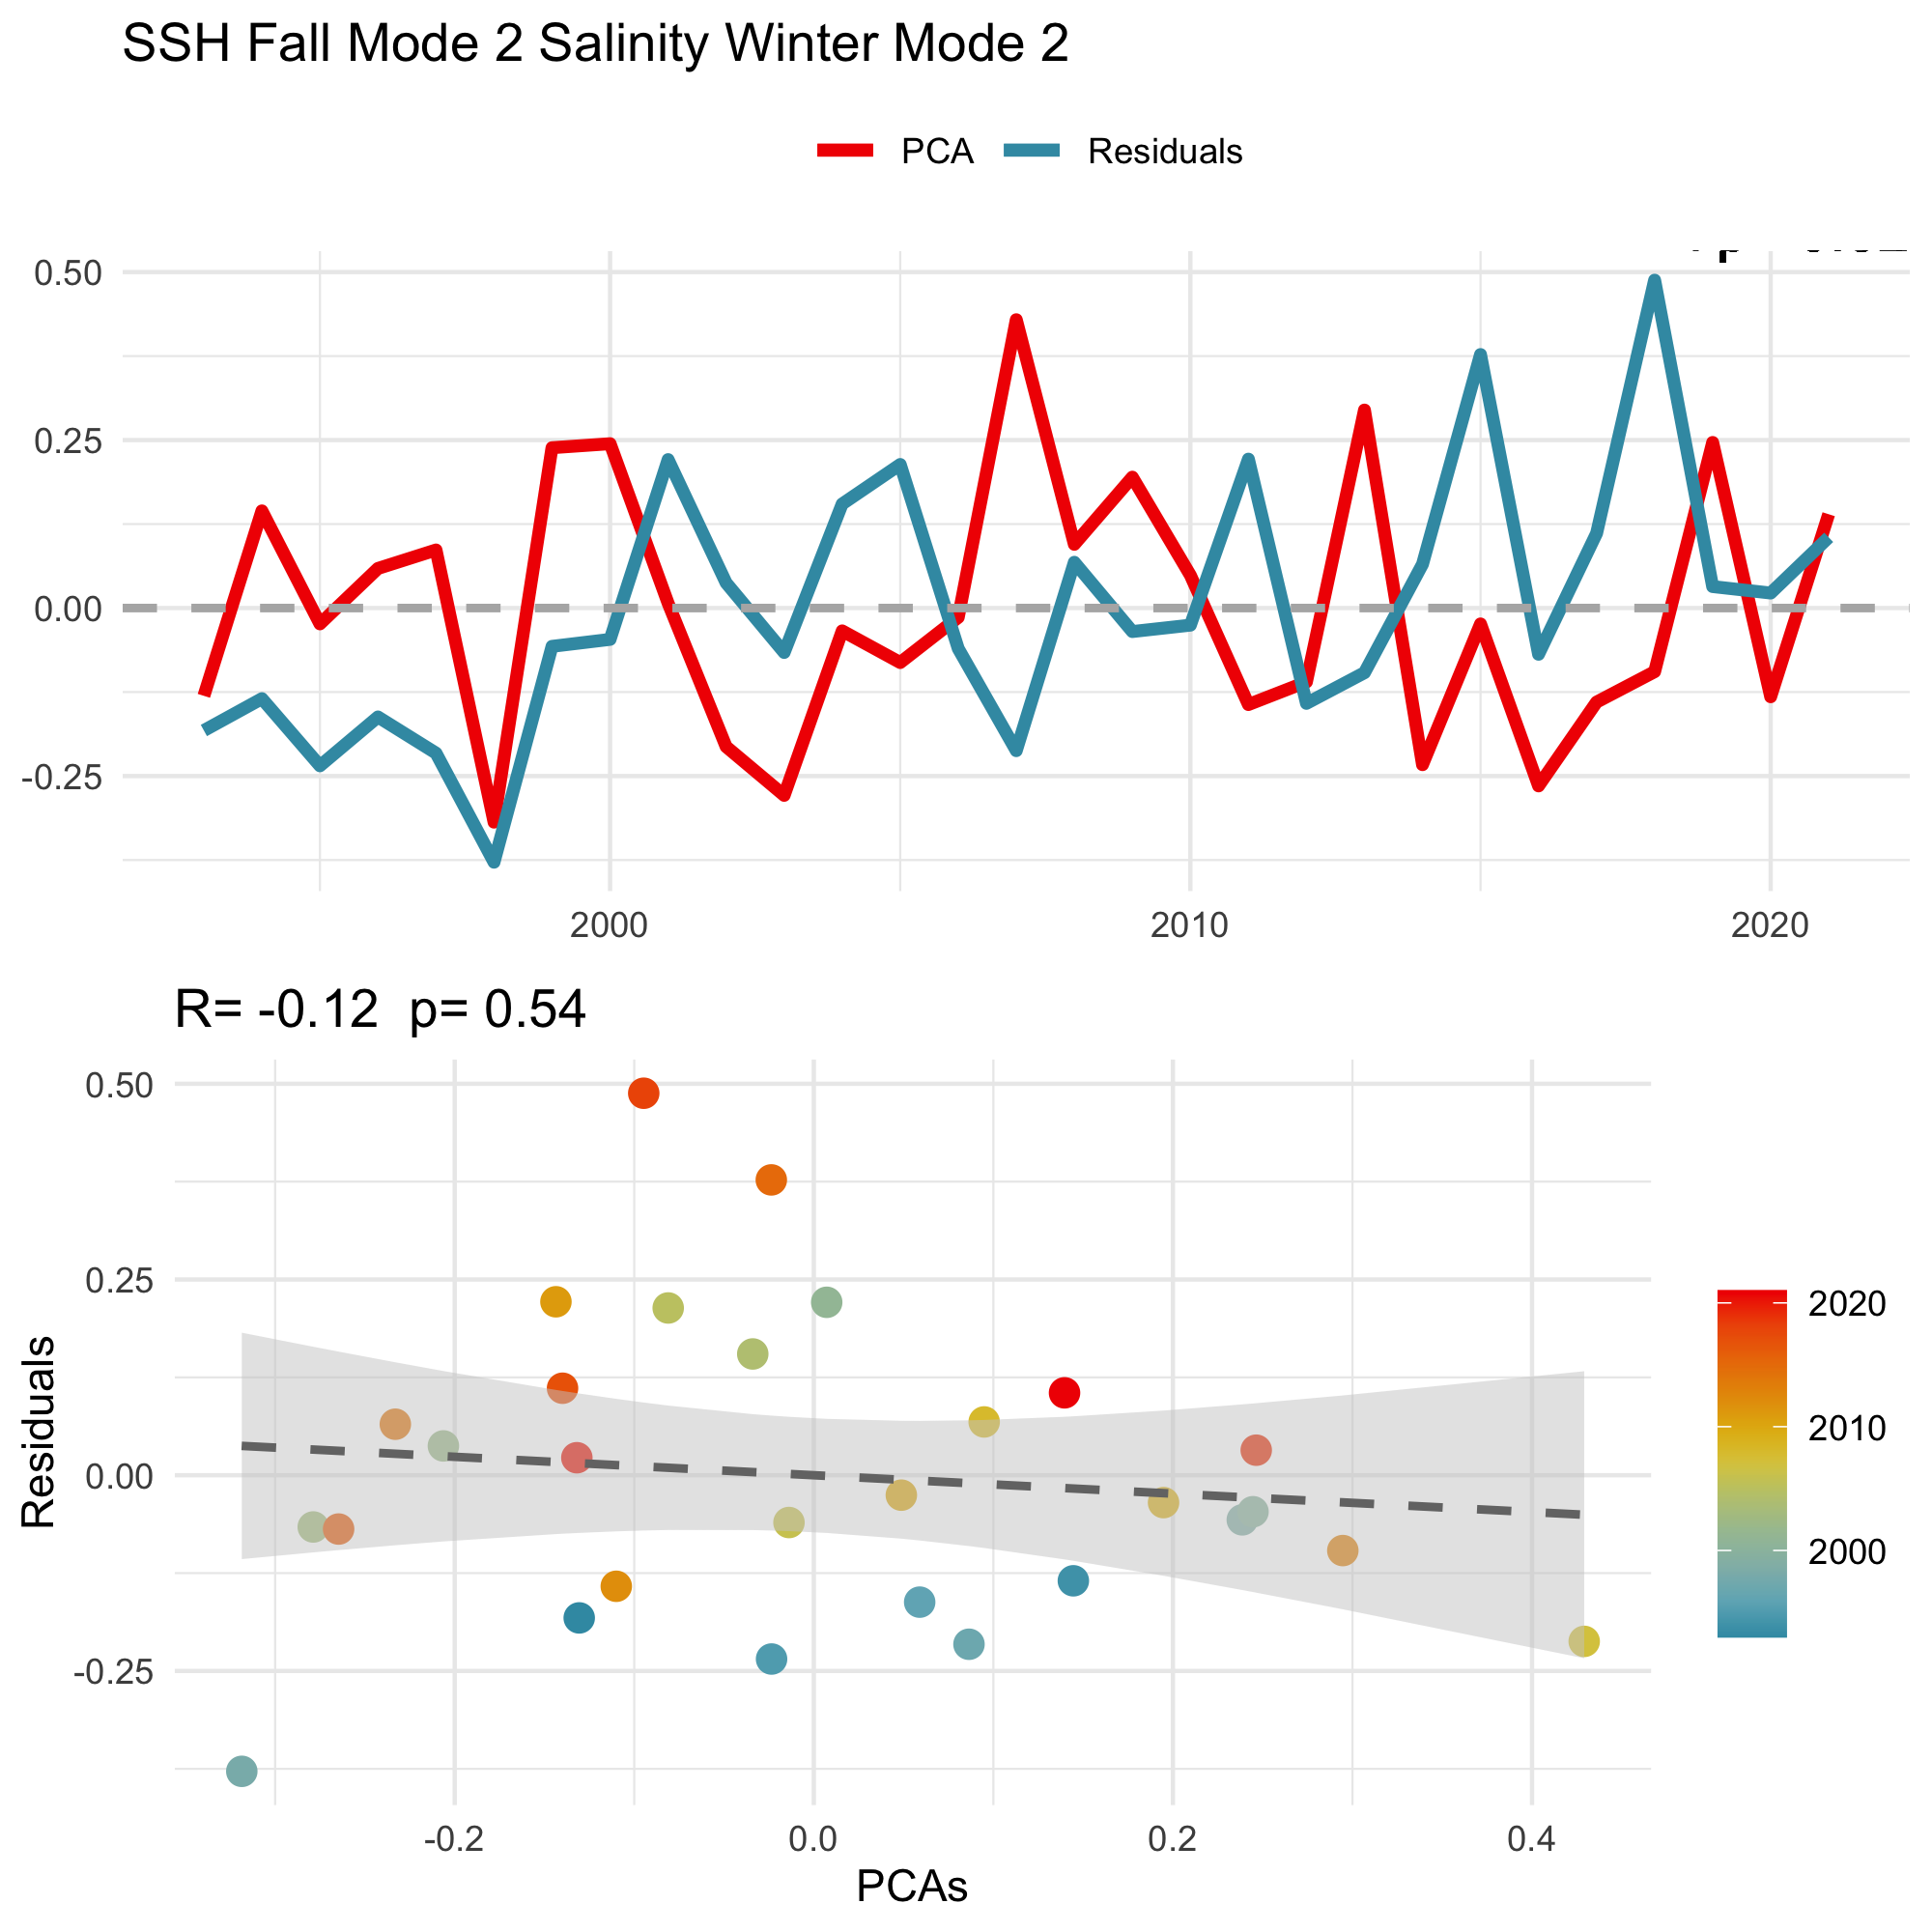 SSH Fall Mode 2 Salinity Winter Mode 2
PCA Residuals
0.50
0.25
0.00
-0.25
2000 2010 2020
R= -0.12 p= 0.54
0.50
0.25
0.00
-0.25
Residuals
-0.2 0.0 0.2 0.4
PCAs
2020
2010
2000